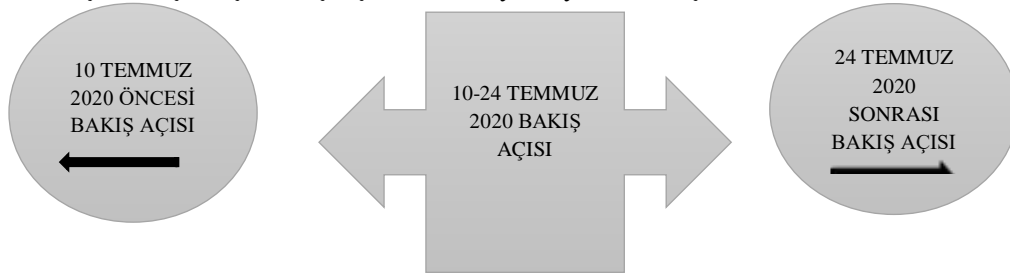 10 TEMMUZ
2020 ÖNCESİ
BAKIŞ AÇISI
10-24 TEMMUZ
2020 BAKIŞ
AÇISI
24 TEMMUZ
2020
SONRASI
BAKIŞ AÇISI